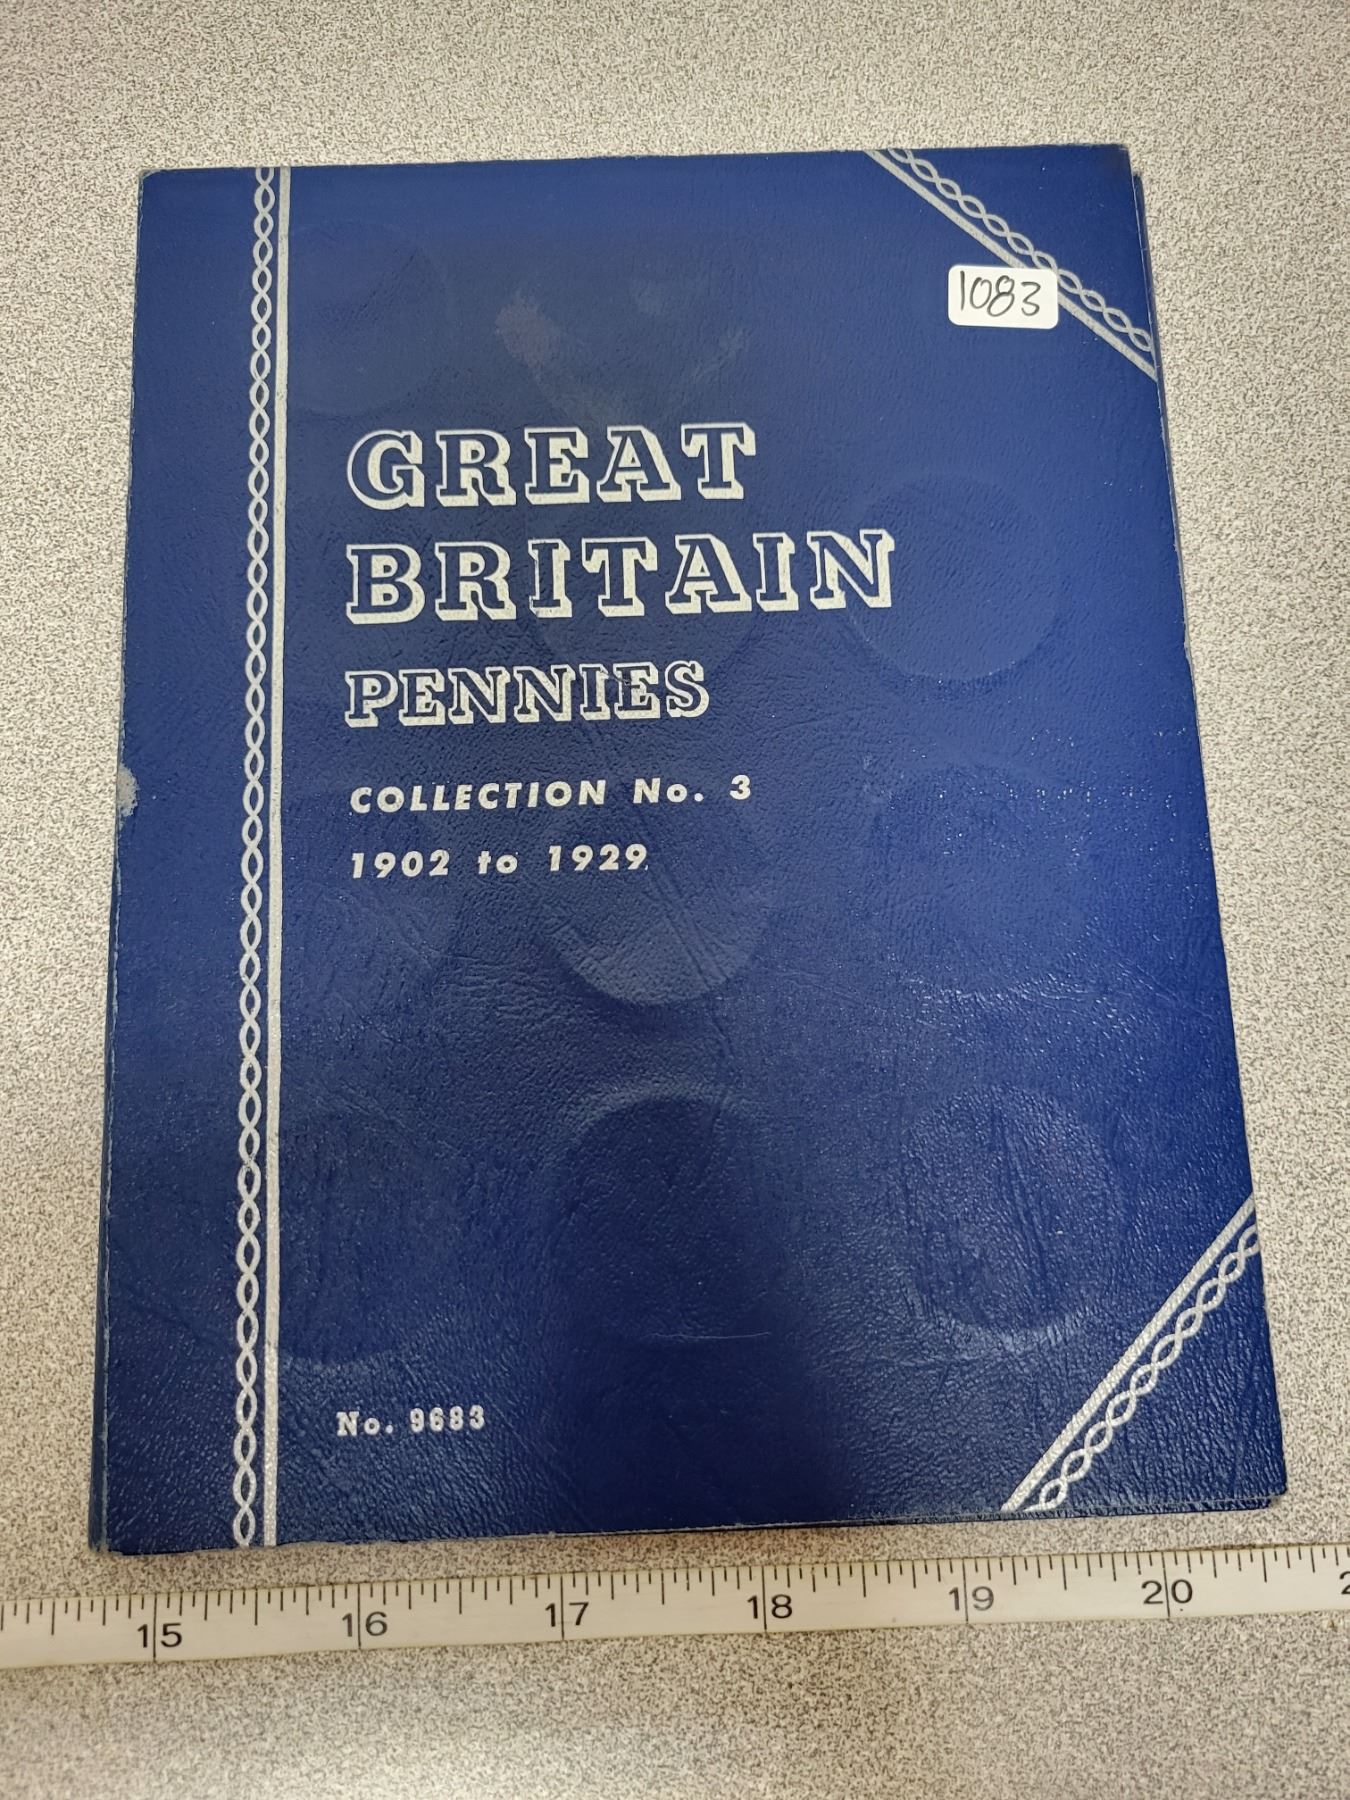 1083
GREAT
BRITAIN
PENNIES
COLLECTION No. 3
1902 to 1929
No. 9683
15 16 17 18 19 20